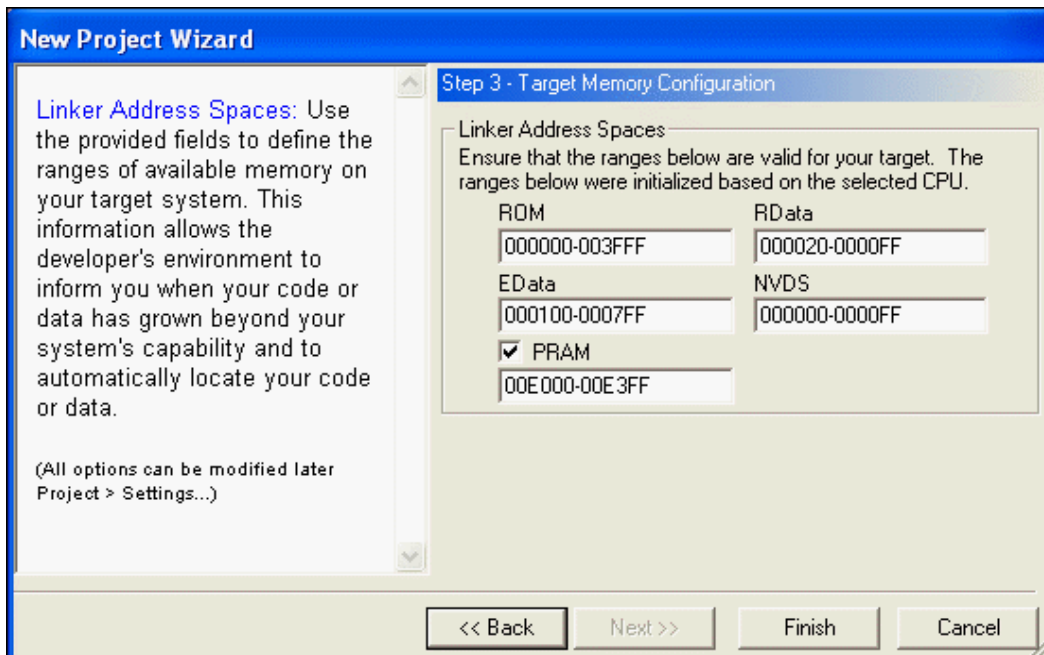 New Project Wizard
Linker Address Spaces: Use
the provided fields to define the
ranges of available memory on
your target system. This
information allows the
developer's environment to
inform you when your code or
data has grown beyond your
system's capability and to
automatically locate your code
or data.
(All options can be modified later
Project > Settings...)
Step 3 - Target Memory Configuration
Linker Address Spaces
Ensure that the ranges below are valid for your target. The
ranges below were initialized based on the selected CPU.
ROM
000000-003FFF
RData
000020-0000FF
EData
000100-0007FF
NVDS
000000-0000FF
PRAM
00E000-00E3FF
<< Back
Next >>
Finish
Cancel